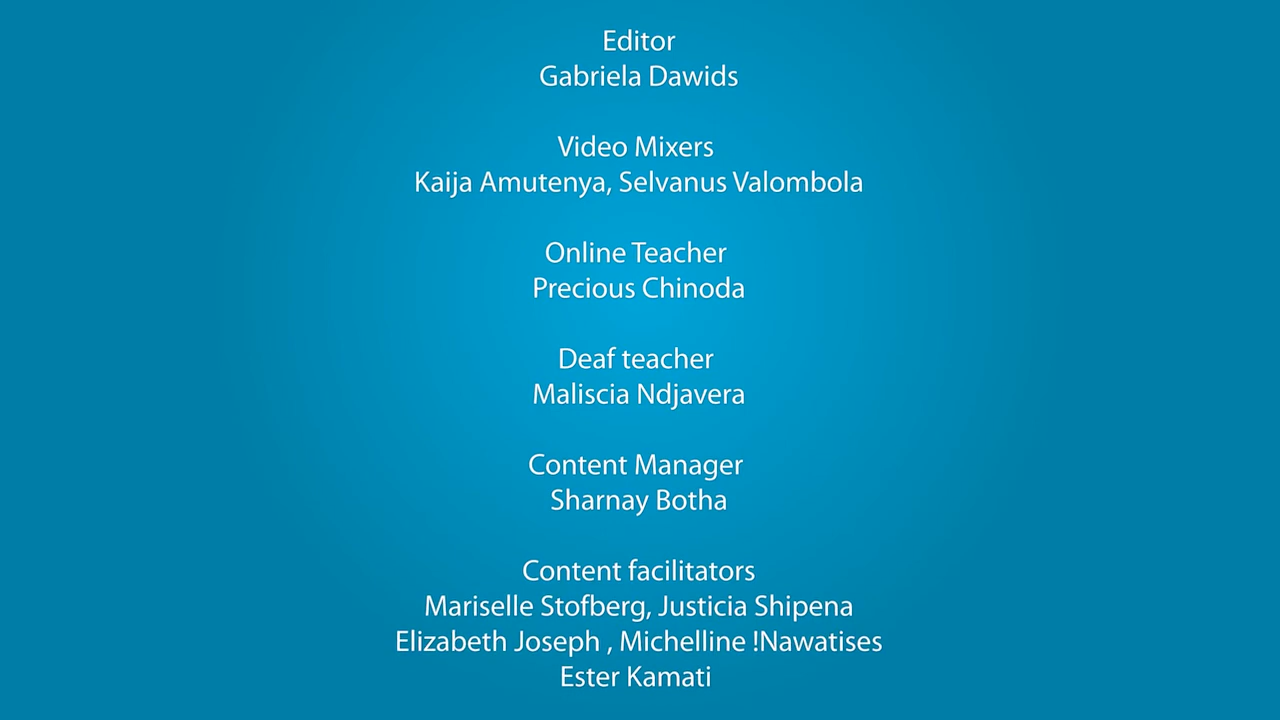 Editor
Gabriela Dawids
Video Mixers
Kaija Amutenya, Selvanus Valombola
Online Teacher
Precious Chinoda
Deaf teacher
Maliscia Ndjavera
Content Manager
Sharnay Botha
Content facilitators
Mariselle Stofberg, Justicia Shipena
Elizabeth Joseph , Michelline !Nawatises
Ester Kamati